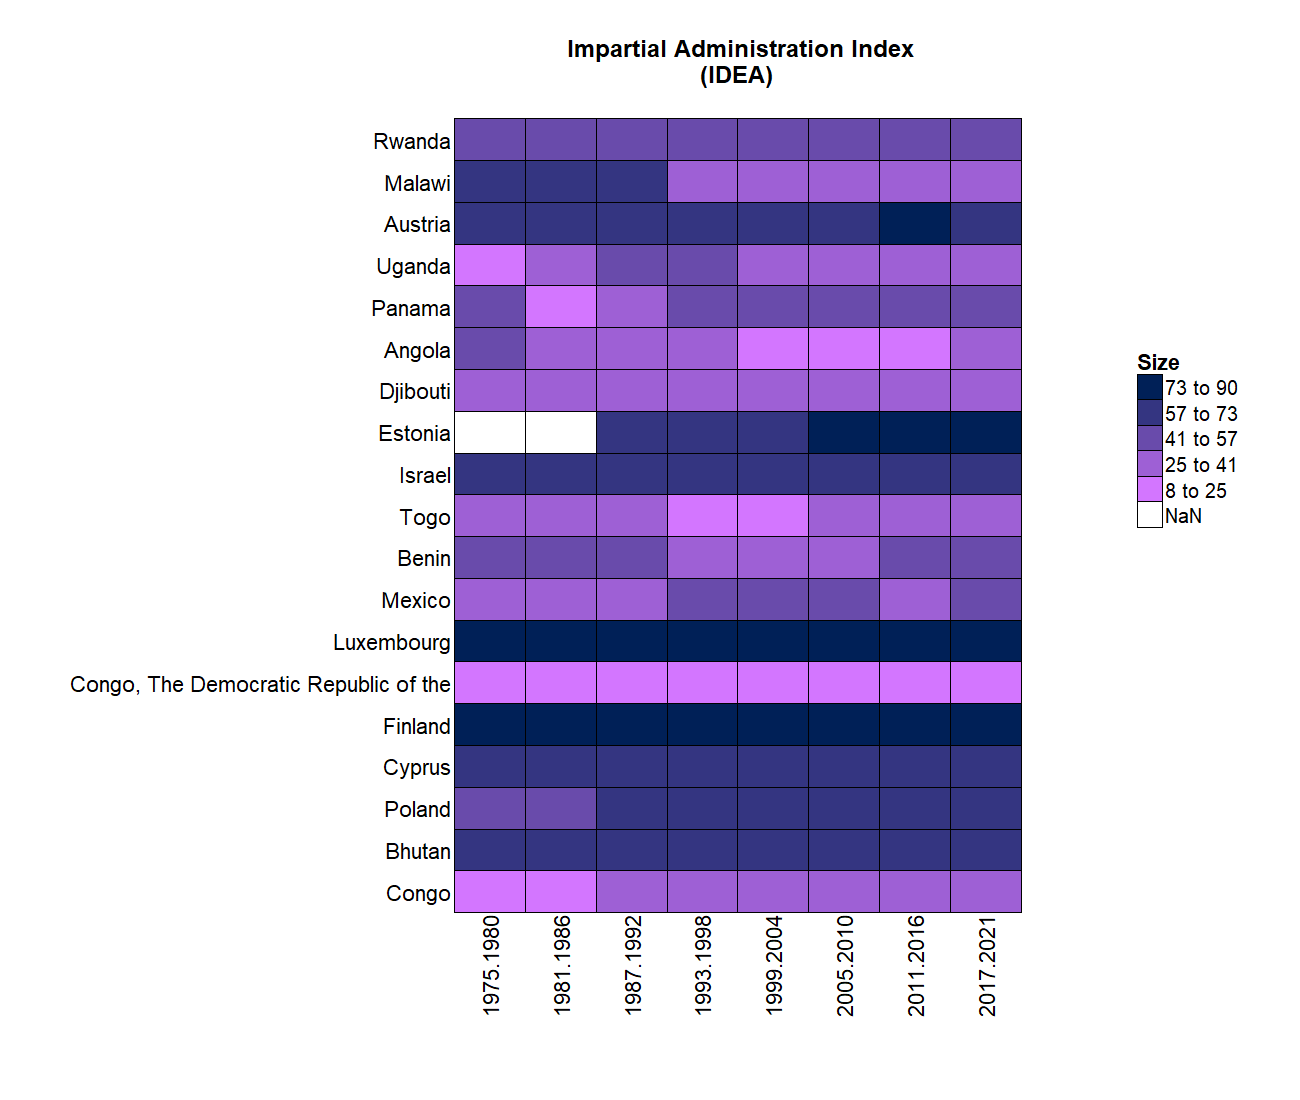 Impartial Administration Index
(IDEA)
Rwanda
Malawi
Austria
Uganda
Panama
Angola
Djibouti
Estonia
Israel
Togo
Benin
Mexico
Luxembourg
Congo, The Democratic Republic of the
Finland
Cyprus
Poland
Bhutan
Congo
1975.1980
1981.1986
1987.1992
1993.1998
1999.2004
2005.2010
2011.2016
2017.2021
Size
73 to 90
57 to 73
41 to 57
25 to 41
8 to 25
NaN